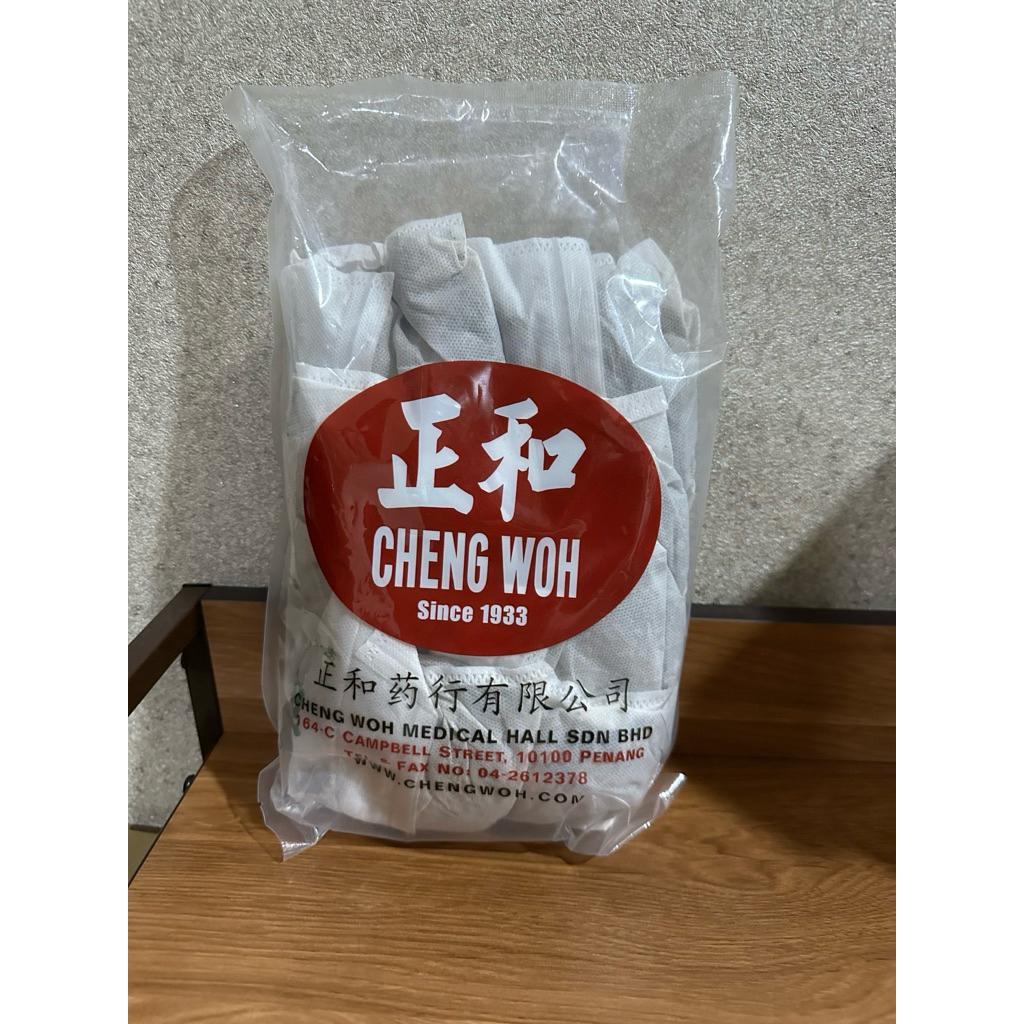 正和
CHENG WOH
Since 1933
正和药行有限公司
CHENG WOH MEDICAL HALL SDN BHD
164-C CAMPBELL STREET, 10100 PENANG
FAX NO: 04-2612378
WWW.CHENGWOH.COM